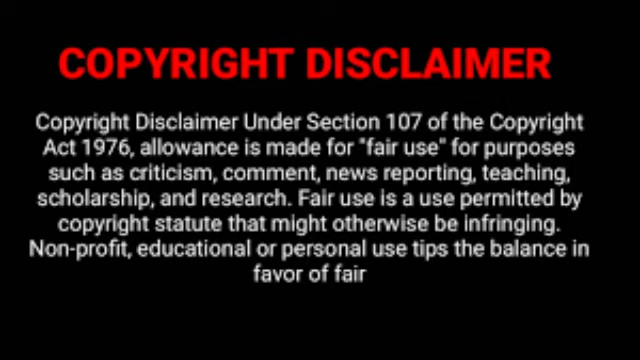 COPYRIGHT DISCLAIMER
Copyright Disclaimer Under Section 107 of the Copyright
Act 1976, allowance is made for "fair use" for purposes
such as criticism, comment, news reporting, teaching,
scholarship, and research. Fair use is a use permitted by
copyright statute that might otherwise be infringing.
Non-profit, educational or personal use tips the balance in
favor of fair